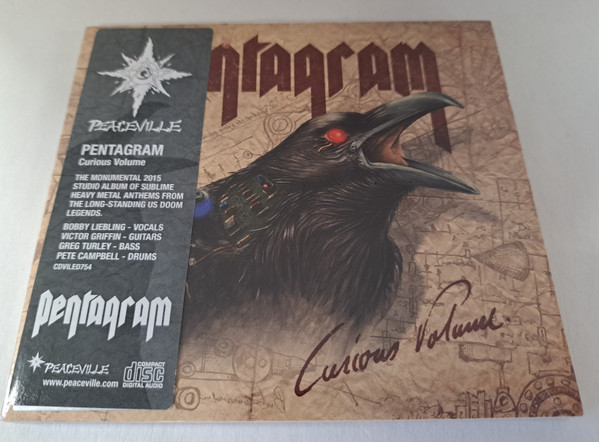 ntagram
PEACEVILLE
PENTAGRAM
Curious Volume
THE MONUMENTAL 2015
STUDIO ALBUM OF SUBLIME
HEAVY METAL ANTHEMS FROM
THE LONG-STANDING US DOOM
LEGENDS.
BOBBY LIEBLING - VOCALS
VICTOR GRIFFIN - GUITARS
GREG TURLEY - BASS
PETE CAMPBELL - DRUMS
CDVILED754
pentagram
PEACEVILLE
www.peaceville.com
COMPACT
disc
DIGITAL AUDIO
Curious Volume